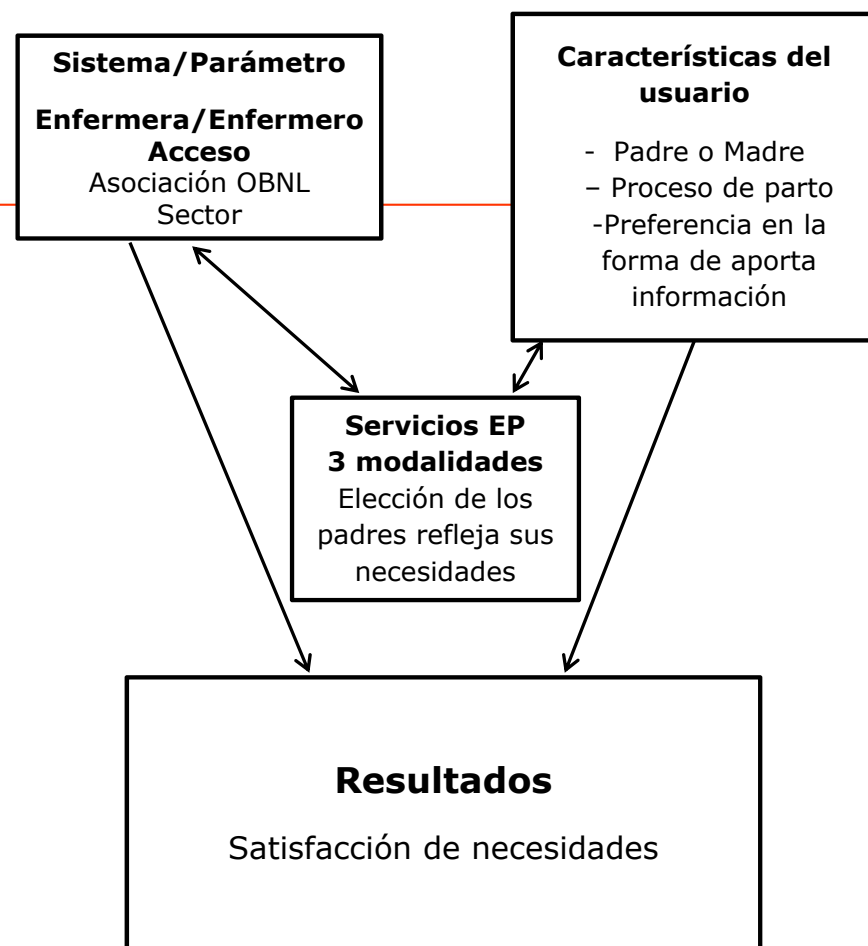 Sistema/Parámetro
Enfermera/Enfermero
Acceso
Asociación OBNL
Sector
Características del
usuario
- Padre o Madre
– Proceso de parto
-Preferencia en la
forma de aporta
información
Servicios EP
3 modalidades
Elección de los
padres refleja sus
necesidades
Resultados
Satisfacción de necesidades